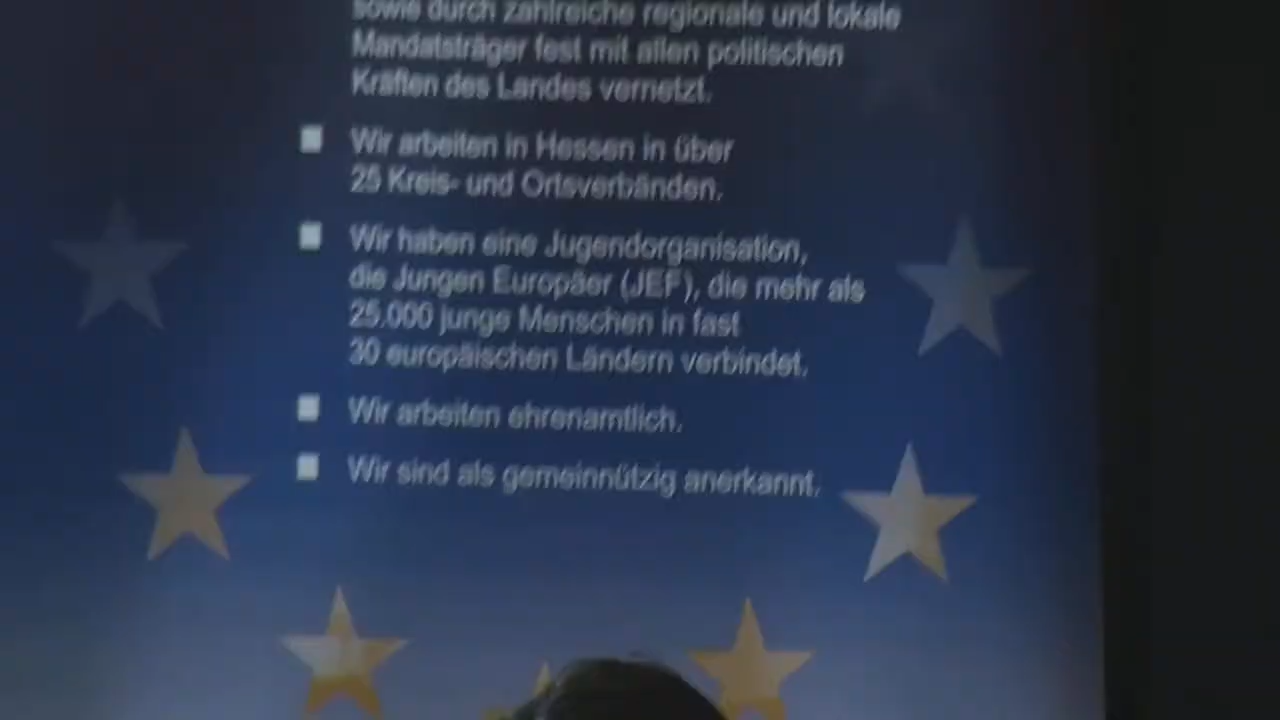 sowie durch zahlreiche regionale und lokale
Mandatsträger fest mit allen politischen
Kräften des Landes vernetzt.
Wir arbeiten in Hessen in über
25 Kreis- und Ortsverbänden.
Wir haben eine Jugendorganisation,
die Jungen Europäer (JEF), die mehr als
25.000 junge Menschen in fast
30 europäischen Ländern verbindet.
Wir arbeiten ehrenamtlich.
Wir sind als gemeinnützig anerkannt.